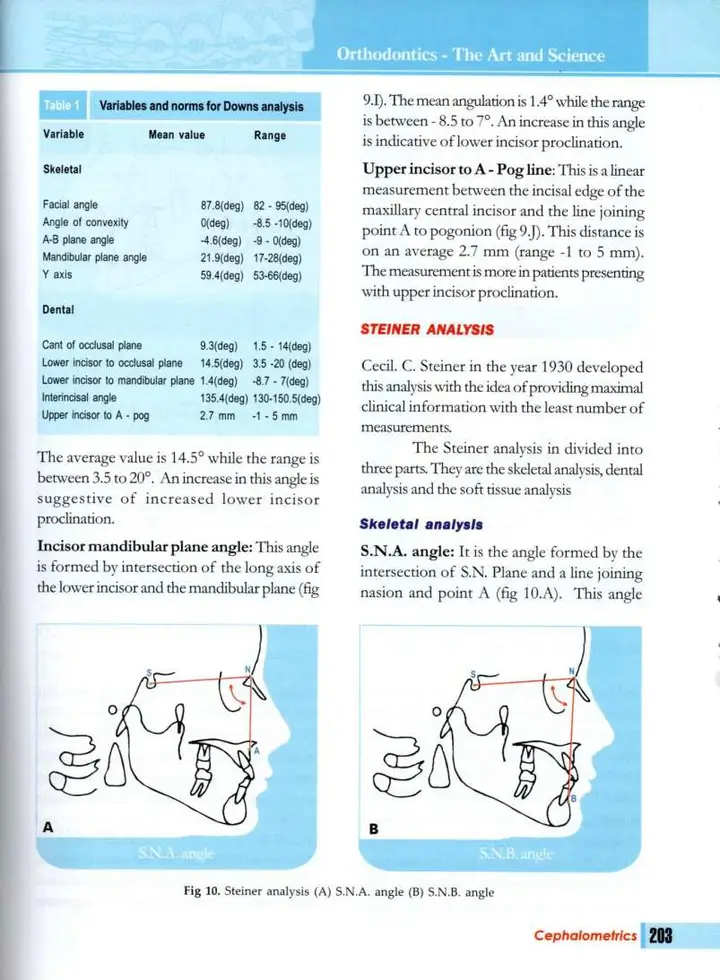 Orthodontics - The Art and Science
Table 1 Variables and norms for Downs analysis
Variable Mean value Range
Skeletal
Facial angle 87.8(deg) 82 - 95(deg)
Angle of convexity 0(deg) -8.5 -10(deg)
A-B plane angle -4.6(deg) -9 - 0(deg)
Mandibular plane angle 21.9(deg) 17-28(deg)
Y axis 59.4(deg) 53-66(deg)
Dental
Cant of occlusal plane 9.3(deg) 1.5 - 14(deg)
Lower incisor to occlusal plane 14.5(deg) 3.5 -20 (deg)
Lower incisor to mandibular plane 1.4(deg) -8.7 - 7(deg)
Interincisal angle 135.4(deg) 130-150.5(deg)
Upper incisor to A - pog 2.7 mm -1 - 5 mm
The average value is 14.5° while the range is
between 3.5 to 20°. An increase in this angle is
suggestive of increased lower incisor
proclination.
Incisor mandibular plane angle: This angle
is formed by intersection of the long axis of
the lower incisor and the mandibular plane (fig
9.I). The mean angulation is 1.4° while the range
is between - 8.5 to 7°. An increase in this angle
is indicative of lower incisor proclination.
Upper incisor to A - Pog line: This is a linear
measurement between the incisal edge of the
maxillary central incisor and the line joining
point A to pogonion (fig 9.J). This distance is
on an average 2.7 mm (range -1 to 5 mm).
The measurement is more in patients presenting
with upper incisor proclination.
STEINER ANALYSIS
Cecil. C. Steiner in the year 1930 developed
this analysis with the idea of providing maximal
clinical information with the least number of
measurements.
The Steiner analysis in divided into
three parts. They are the skeletal analysis, dental
analysis and the soft tissue analysis
Skeletal analysis
S.N.A. angle: It is the angle formed by the
intersection of S.N. Plane and a line joining
nasion and point A (fig 10.A). This angle
S N
A
A
S.N.A. angle
S N
B
B
S.N.B. angle
Fig 10. Steiner analysis (A) S.N.A. angle (B) S.N.B. angle
Cephalometrics 203